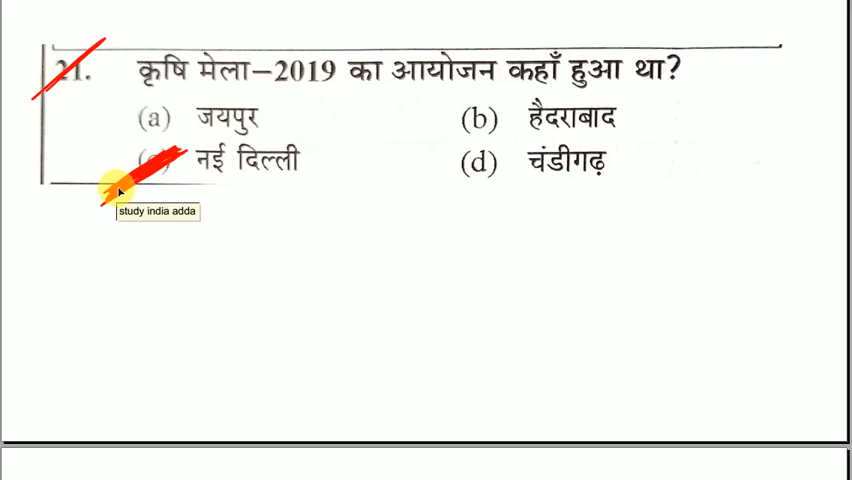 21. कृषि मेला–2019 का आयोजन कहाँ हुआ था?
(a) जयपुर (b) हैदराबाद
(c) नई दिल्ली (d) चंडीगढ़
study india adda